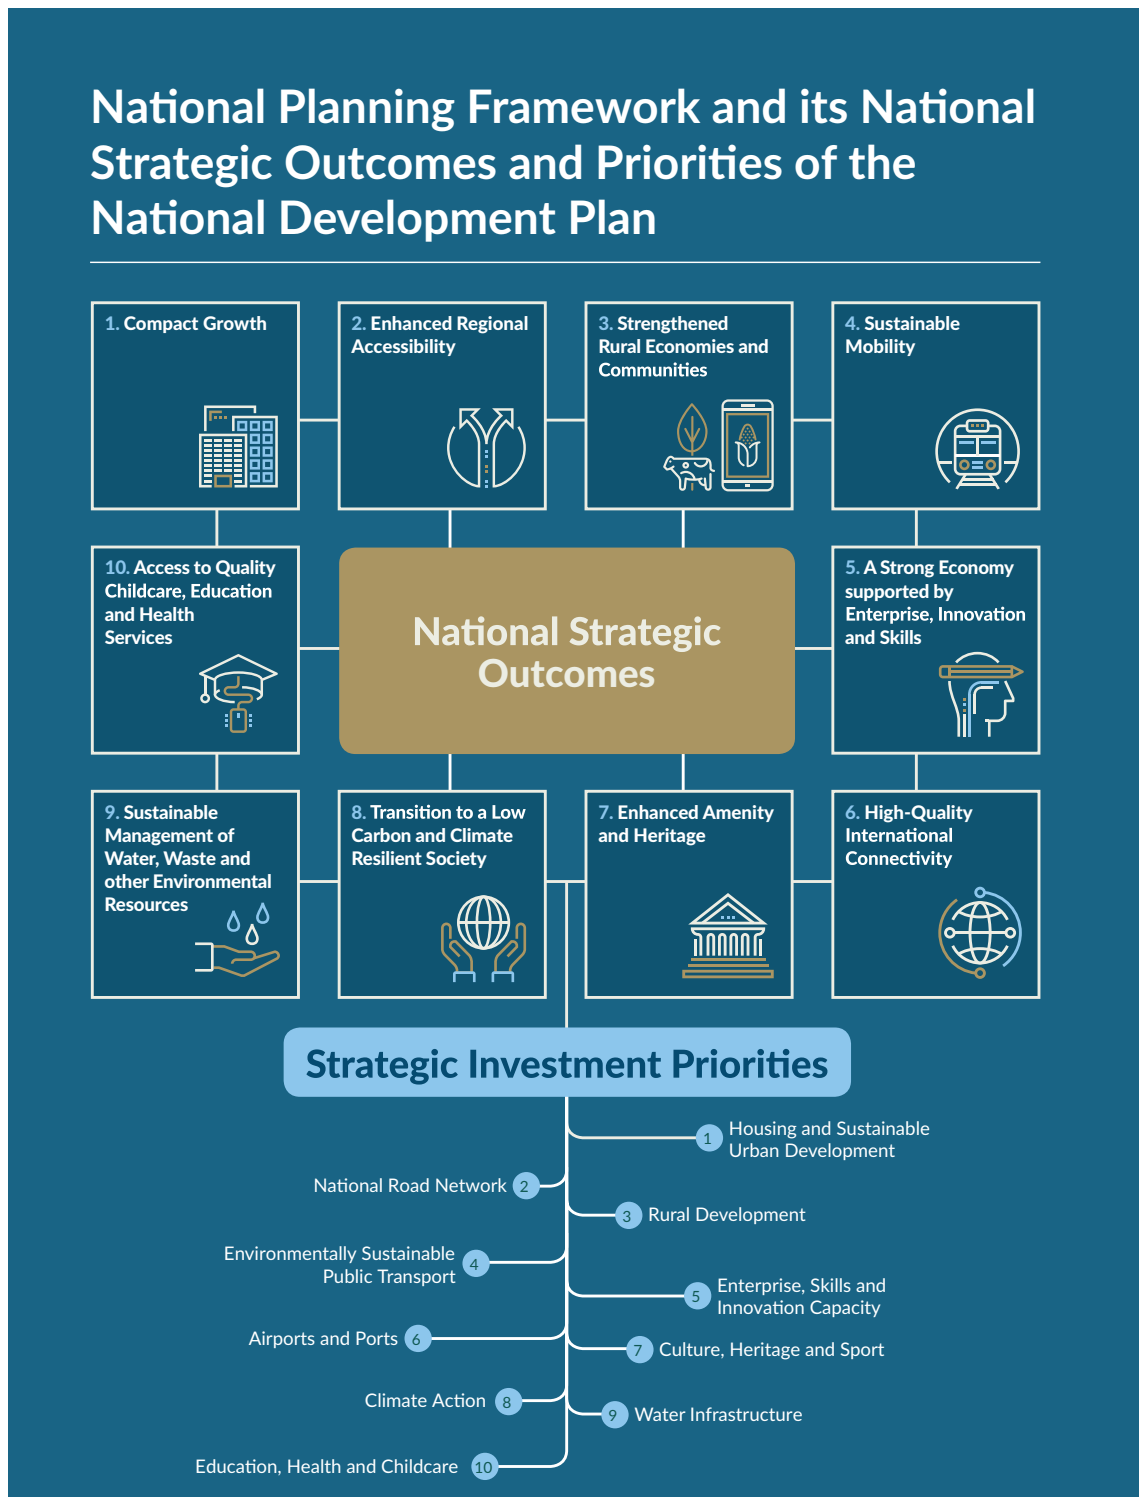 National Planning Framework and its National
Strategic Outcomes and Priorities of the
National Development Plan
1. Compact Growth
2. Enhanced Regional
Accessibility
3. Strengthened
Rural Economies and
Communities
4. Sustainable
Mobility
10. Access to Quality
Childcare, Education
and Health
Services
National Strategic
Outcomes
5. A Strong Economy
supported by
Enterprise, Innovation
and Skills
9. Sustainable
Management of
Water, Waste and
other Environmental
Resources
8. Transition to a Low
Carbon and Climate
Resilient Society
7. Enhanced Amenity
and Heritage
6. High-Quality
International
Connectivity
Strategic Investment Priorities
1 Housing and Sustainable
Urban Development
National Road Network 2
3 Rural Development
Environmentally Sustainable
Public Transport 4
5 Enterprise, Skills and
Innovation Capacity
Airports and Ports 6
7 Culture, Heritage and Sport
Climate Action 8
9 Water Infrastructure
Education, Health and Childcare 10